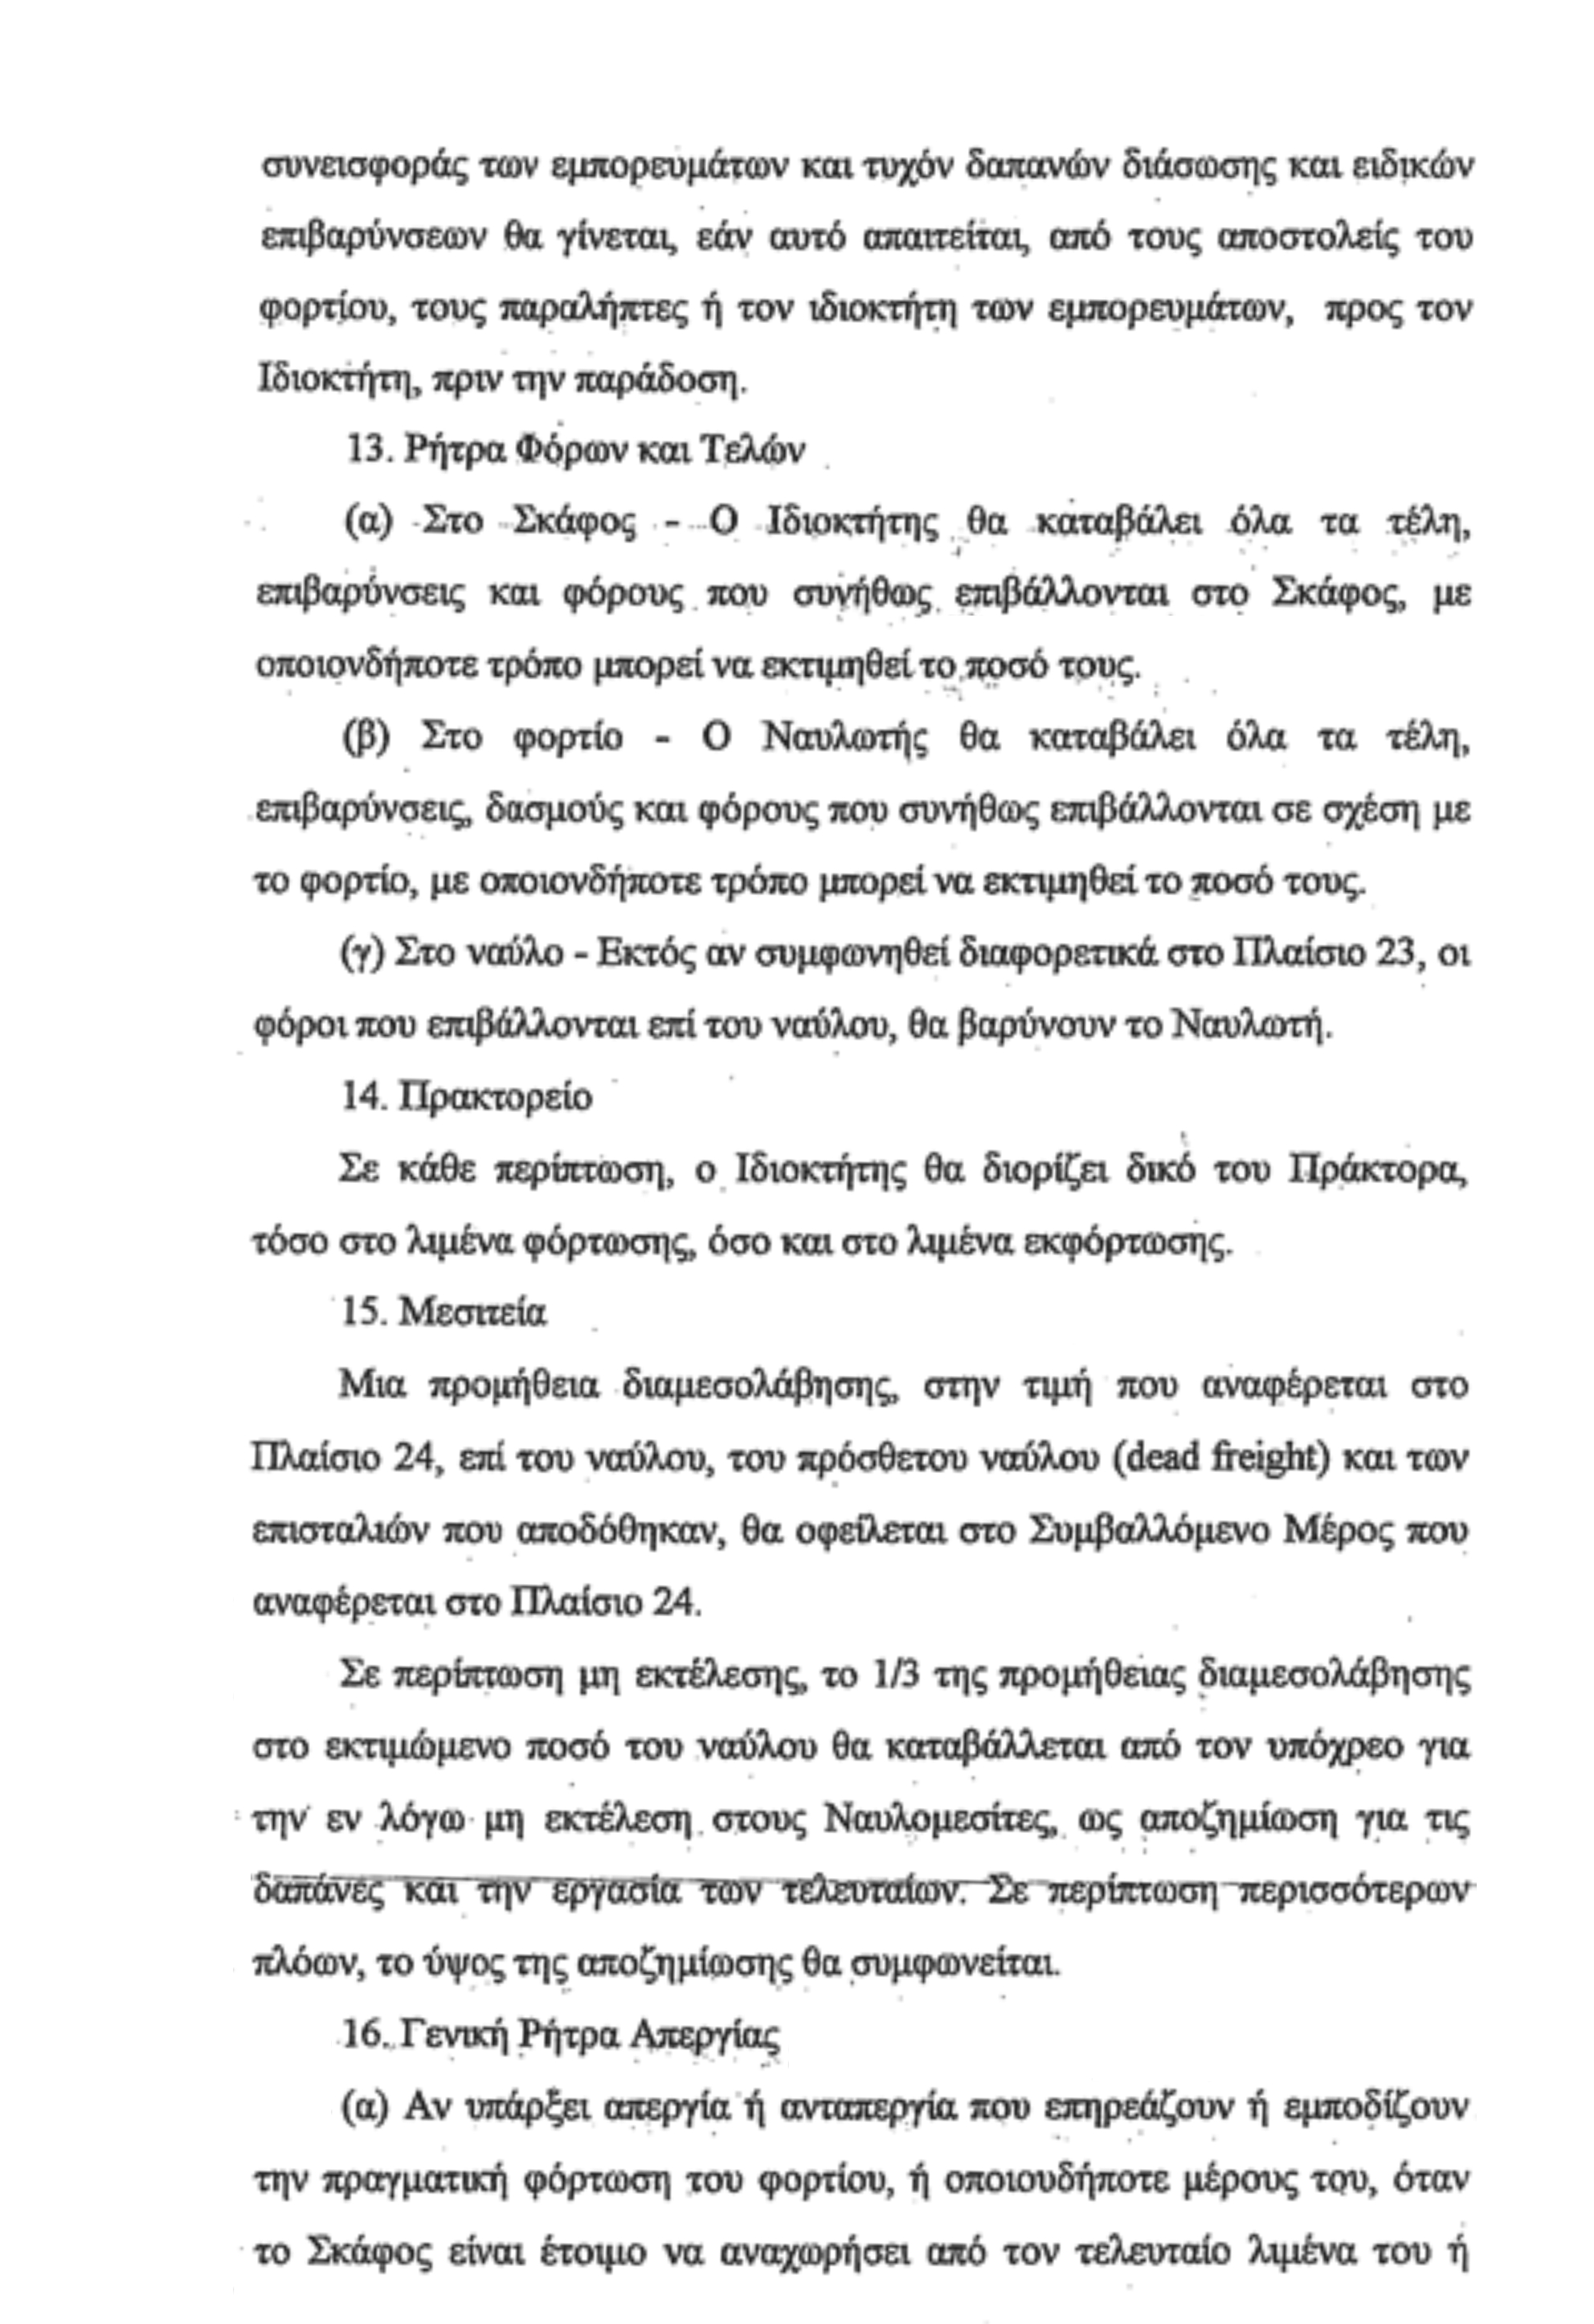 συνεισφοράς των εμπορευμάτων και τυχόν δαπανών διάσωσης και ειδικών
επιβαρύνσεων θα γίνεται, εάν αυτό απαιτείται, από τους αποστολείς του
φορτίου, τους παραλήπτες ή τον ιδιοκτήτη των εμπορευμάτων, προς τον
Ιδιοκτήτη, πριν την παράδοση.
13. Ρήτρα Φόρων και Τελών
(α) Στο Σκάφος - Ο Ιδιοκτήτης θα καταβάλει όλα τα τέλη,
επιβαρύνσεις και φόρους που συνήθως επιβάλλονται στο Σκάφος, με
οποιονδήποτε τρόπο μπορεί να εκτιμηθεί το ποσό τους.
(β) Στο φορτίο - Ο Ναυλωτής θα καταβάλει όλα τα τέλη,
επιβαρύνσεις, δασμούς και φόρους που συνήθως επιβάλλονται σε σχέση με
το φορτίο, με οποιονδήποτε τρόπο μπορεί να εκτιμηθεί το ποσό τους.
(γ) Στο ναύλο - Εκτός αν συμφωνηθεί διαφορετικά στο Πλαίσιο 23, οι
φόροι που επιβάλλονται επί του ναύλου, θα βαρύνουν το Ναυλωτή.
14. Πρακτορείο
Σε κάθε περίπτωση, ο Ιδιοκτήτης θα διορίζει δικό του Πράκτορα,
τόσο στο λιμένα φόρτωσης, όσο και στο λιμένα εκφόρτωσης.
15. Μεσιτεία
Μια προμήθεια διαμεσολάβησης, στην τιμή που αναφέρεται στο
Πλαίσιο 24, επί του ναύλου, του πρόσθετου ναύλου (dead freight) και των
επισταλιών που αποδόθηκαν, θα οφείλεται στο Συμβαλλόμενο Μέρος που
αναφέρεται στο Πλαίσιο 24.
Σε περίπτωση μη εκτέλεσης, το 1/3 της προμήθειας διαμεσολάβησης
στο εκτιμώμενο ποσό του ναύλου θα καταβάλλεται από τον υπόχρεο για
την εν λόγω μη εκτέλεση στους Ναυλομεσίτες, ως αποζημίωση για τις
δαπάνες και την εργασία των τελευταίων. Σε περίπτωση περισσότερων
πλόων, το ύψος της αποζημίωσης θα συμφωνείται.
16. Γενική Ρήτρα Απεργίας
(α) Αν υπάρξει απεργία ή ανταπεργία που επηρεάζουν ή εμποδίζουν
την πραγματική φόρτωση του φορτίου, ή οποιουδήποτε μέρους του, όταν
το Σκάφος είναι έτοιμο να αναχωρήσει από τον τελευταίο λιμένα του ή